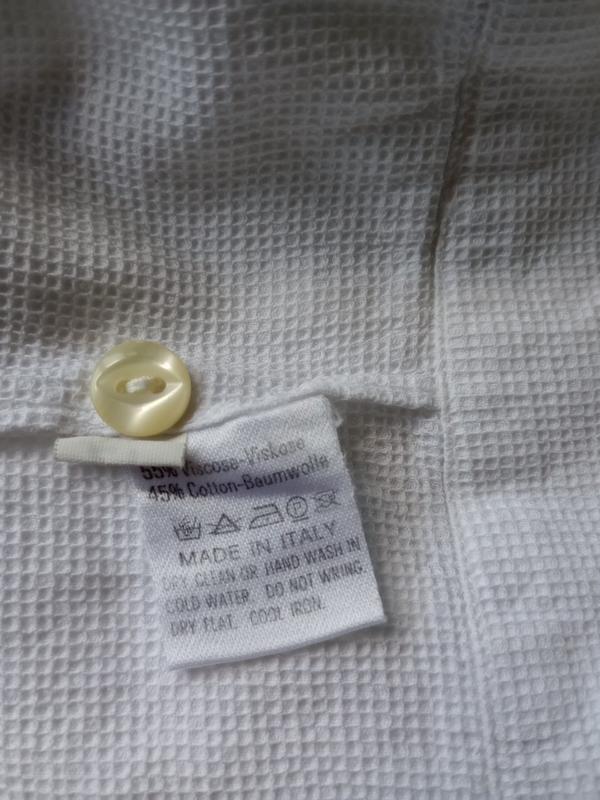 55% Viscose-Viskose
45% Cotton-Baumwolle
P
MADE IN ITALY
DRY CLEAN OR HAND WASH IN
COLD WATER. DO NOT WRING.
DRY FLAT. COOL IRON.